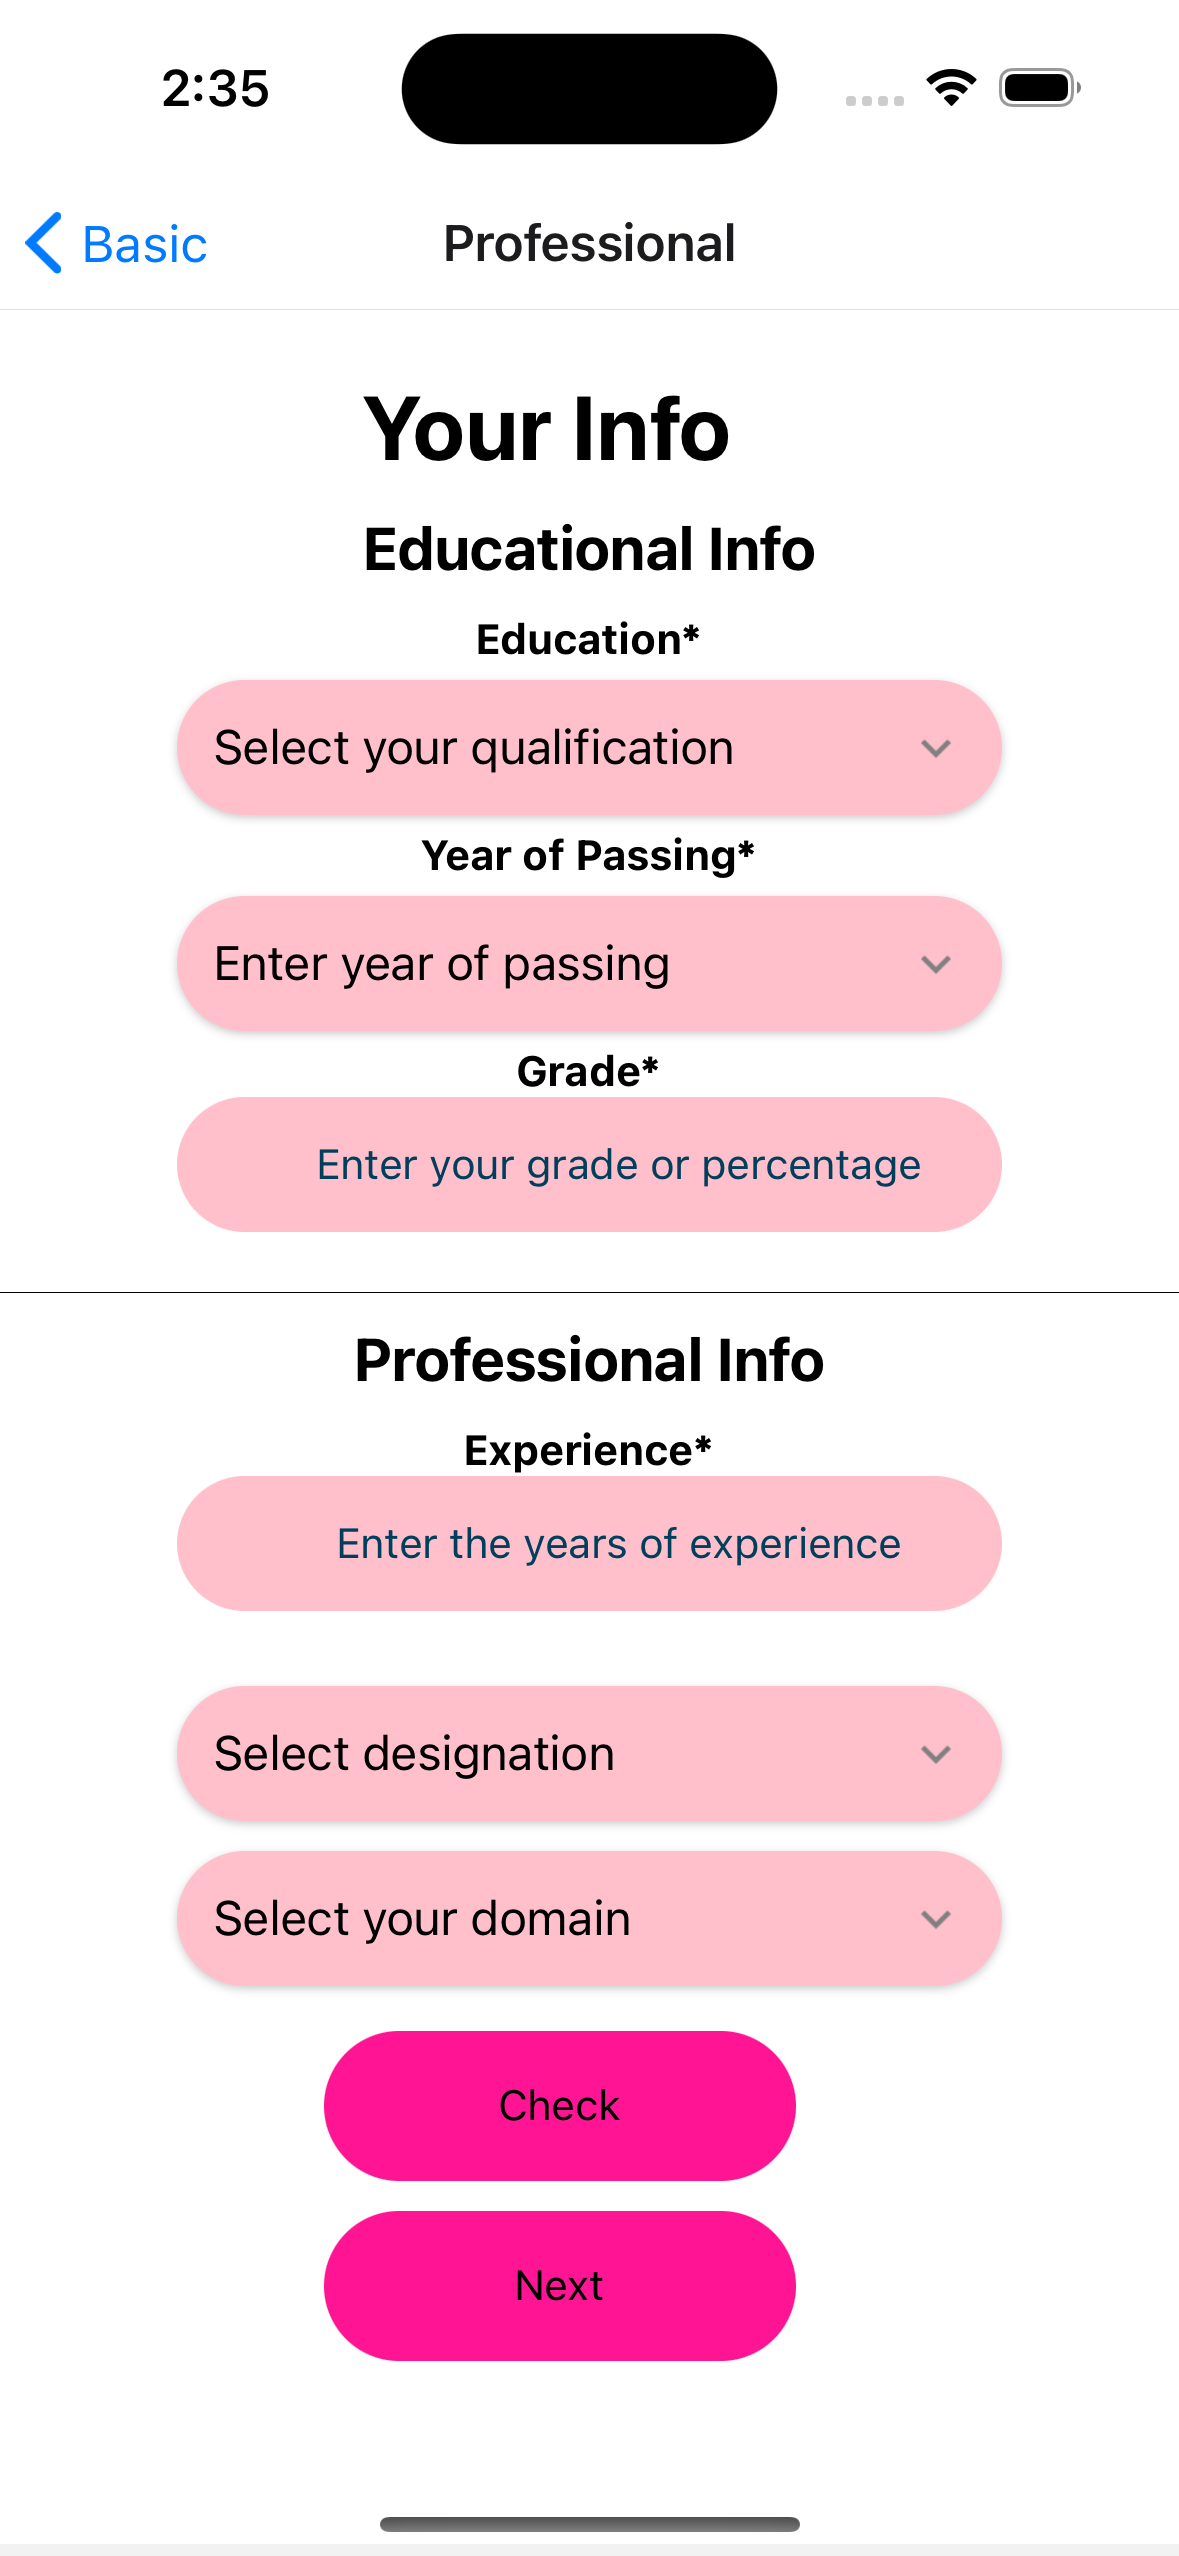 2:35
Basic
Professional
Your Info
Educational Info
Education*
Select your qualification
Year of Passing*
Enter year of passing
Grade*
Enter your grade or percentage
Professional Info
Experience*
Enter the years of experience
Select designation
Select your domain
Check
Next